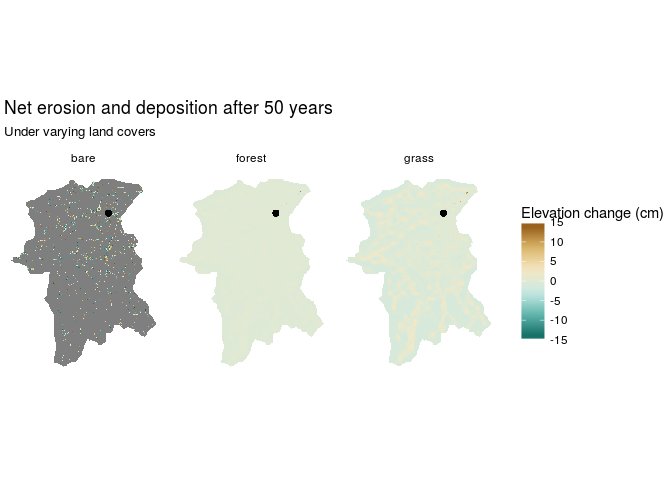 Net erosion and deposition after 50 years
Under varying land covers
bare
forest
grass
Elevation change (cm)
15
10
5
0
-5
-10
-15